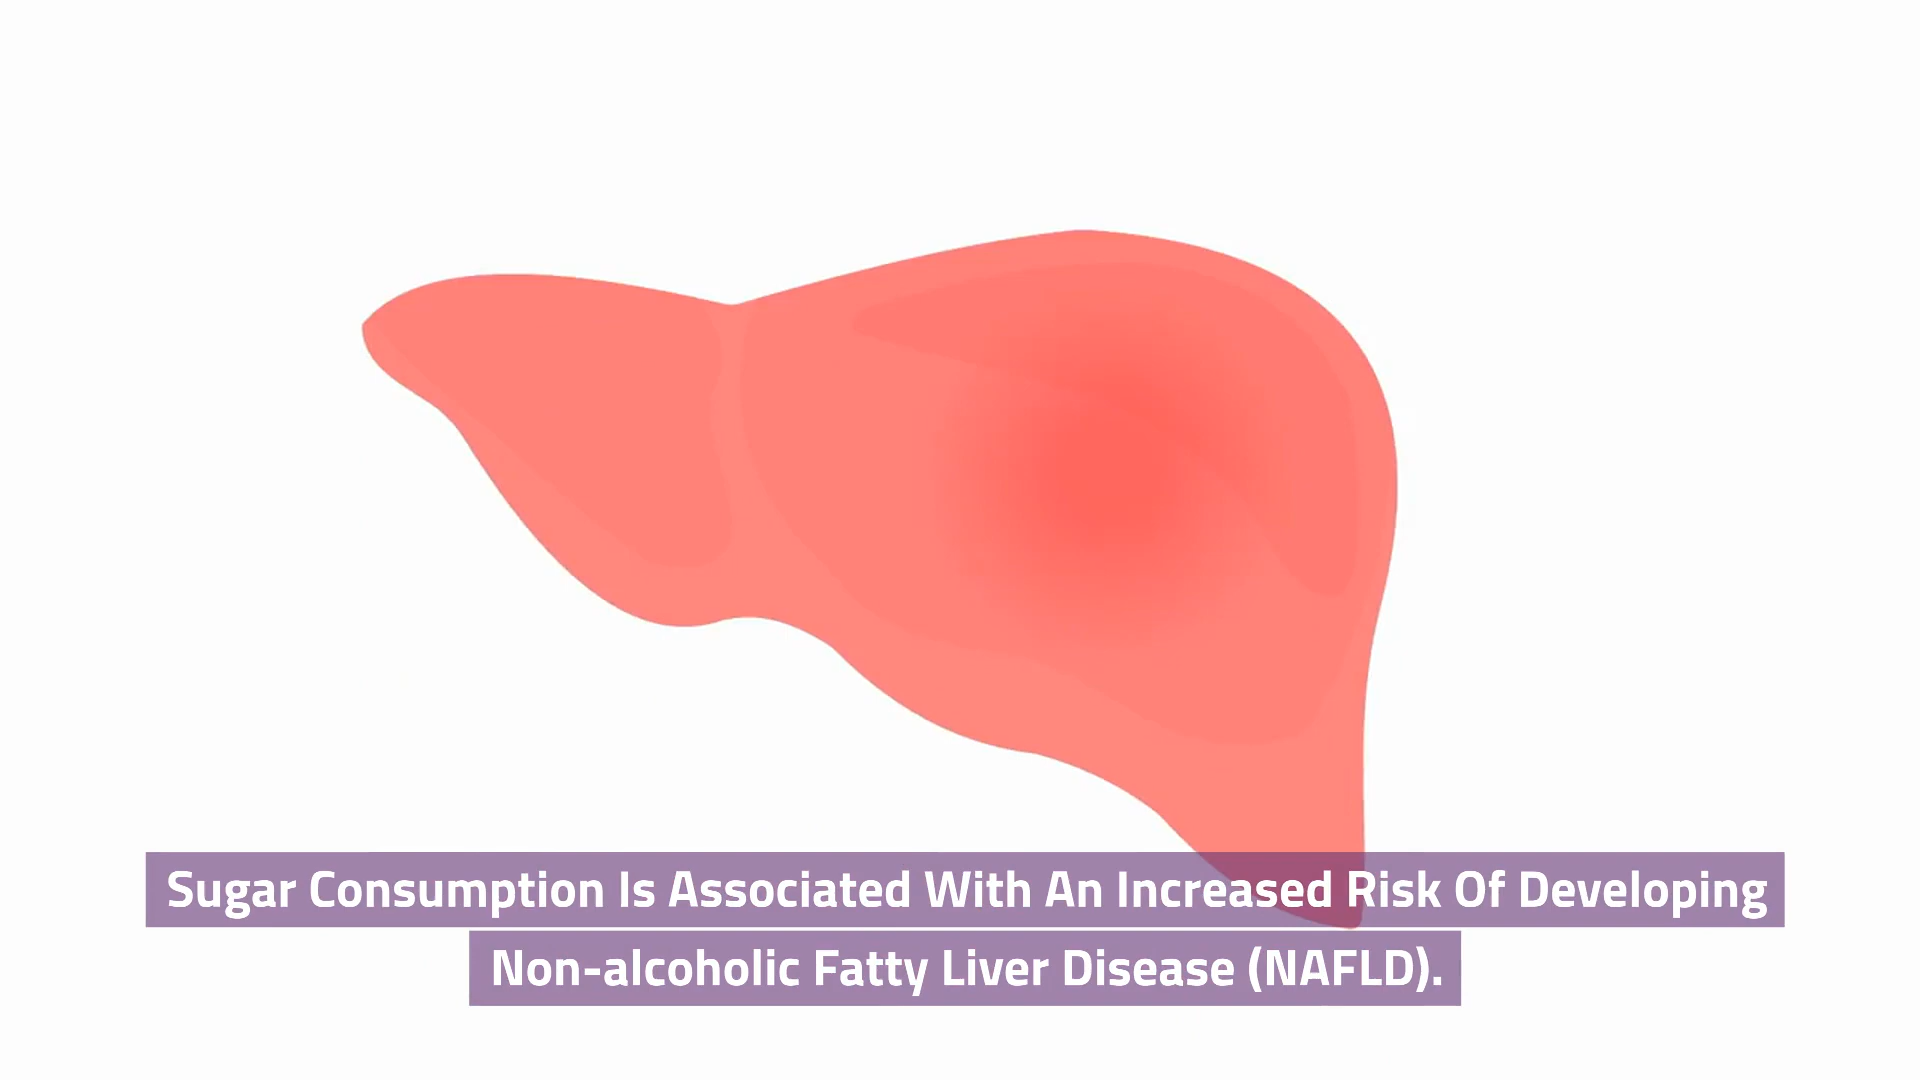 Sugar Consumption Is Associated With An Increased Risk Of Developing
Non-alcoholic Fatty Liver Disease (NAFLD).